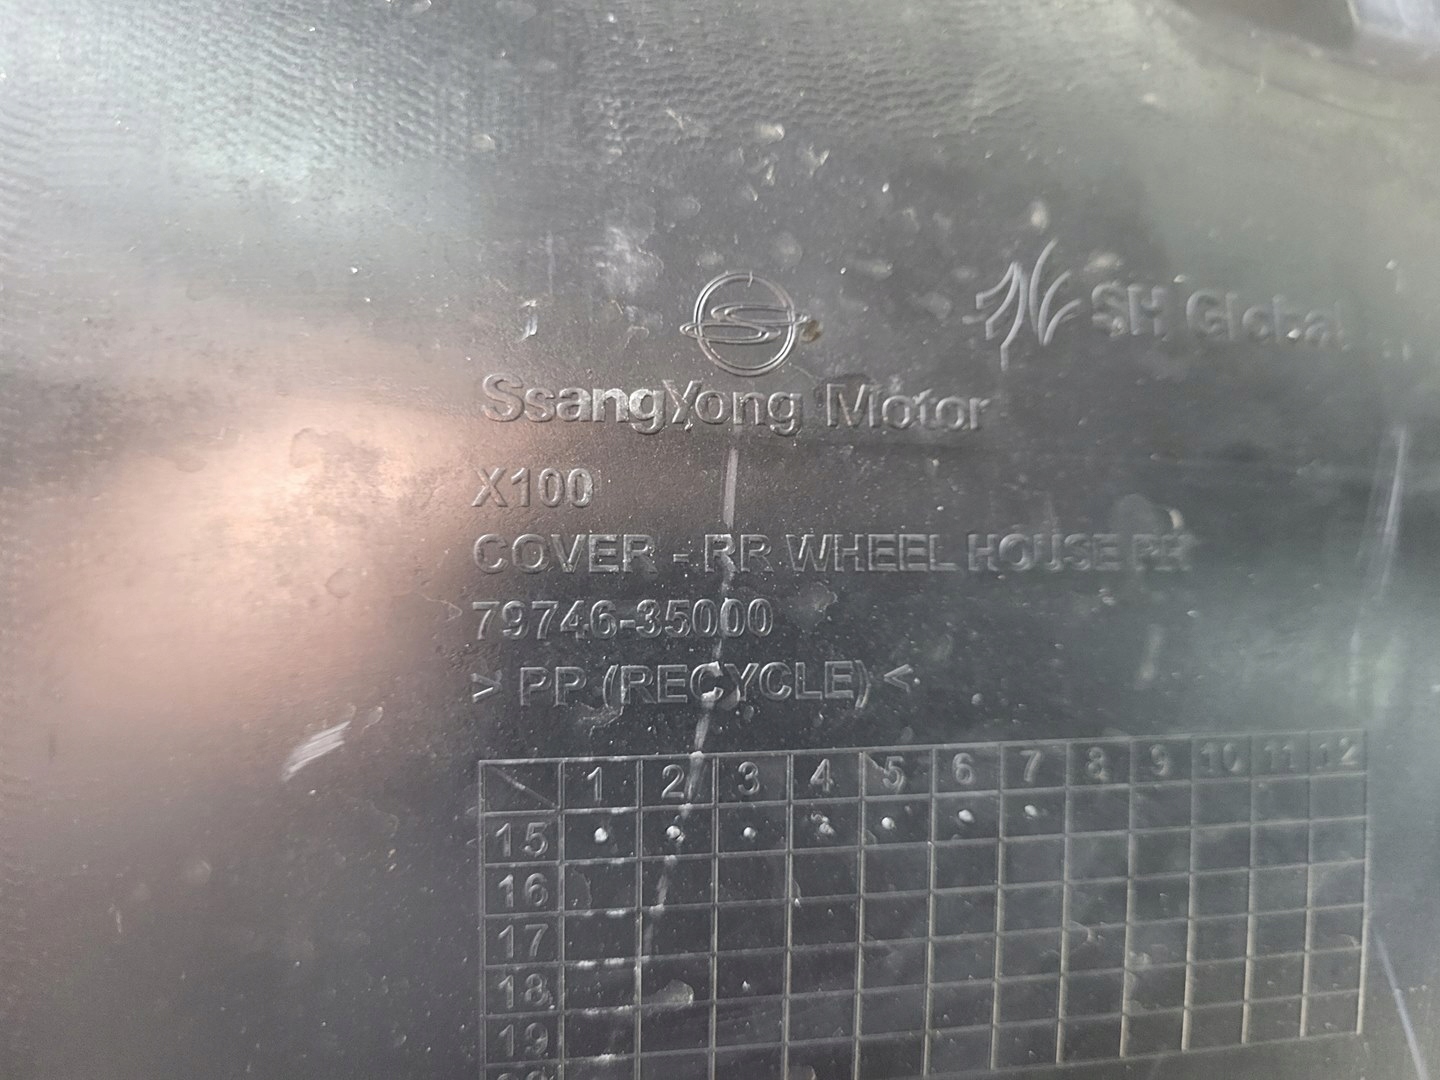 SH Global
SsangYong Motor
X100
COVER - RR WHEEL HOUSE
79746-35000
> PP (RECYCLE) <
1 2 3 4 5 6 7 8 9 10 11 12
15
16
17
18
19